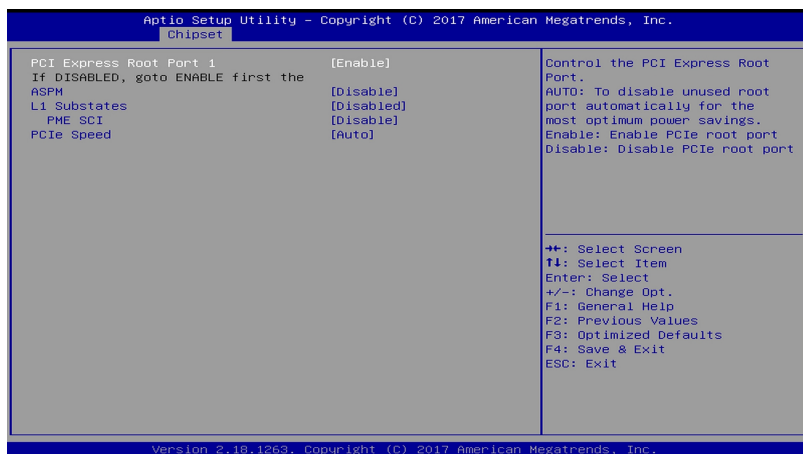 Aptio Setup Utility – Copyright (C) 2017 American Megatrends, Inc.
Chipset
PCI Express Root Port 1 [Enable]
If DISABLED, goto ENABLE first the
ASPM [Disable]
L1 Substates [Disabled]
PME SCI [Disable]
PCIe Speed [Auto]
Control the PCI Express Root
Port.
AUTO: To disable unused root
port automatically for the
most optimum power savings.
Enable: Enable PCIe root port
Disable: Disable PCIe root port
→←: Select Screen
↑↓: Select Item
Enter: Select
+/-: Change Opt.
F1: General Help
F2: Previous Values
F3: Optimized Defaults
F4: Save & Exit
ESC: Exit
Version 2.18.1263. Copyright (C) 2017 American Megatrends, Inc.